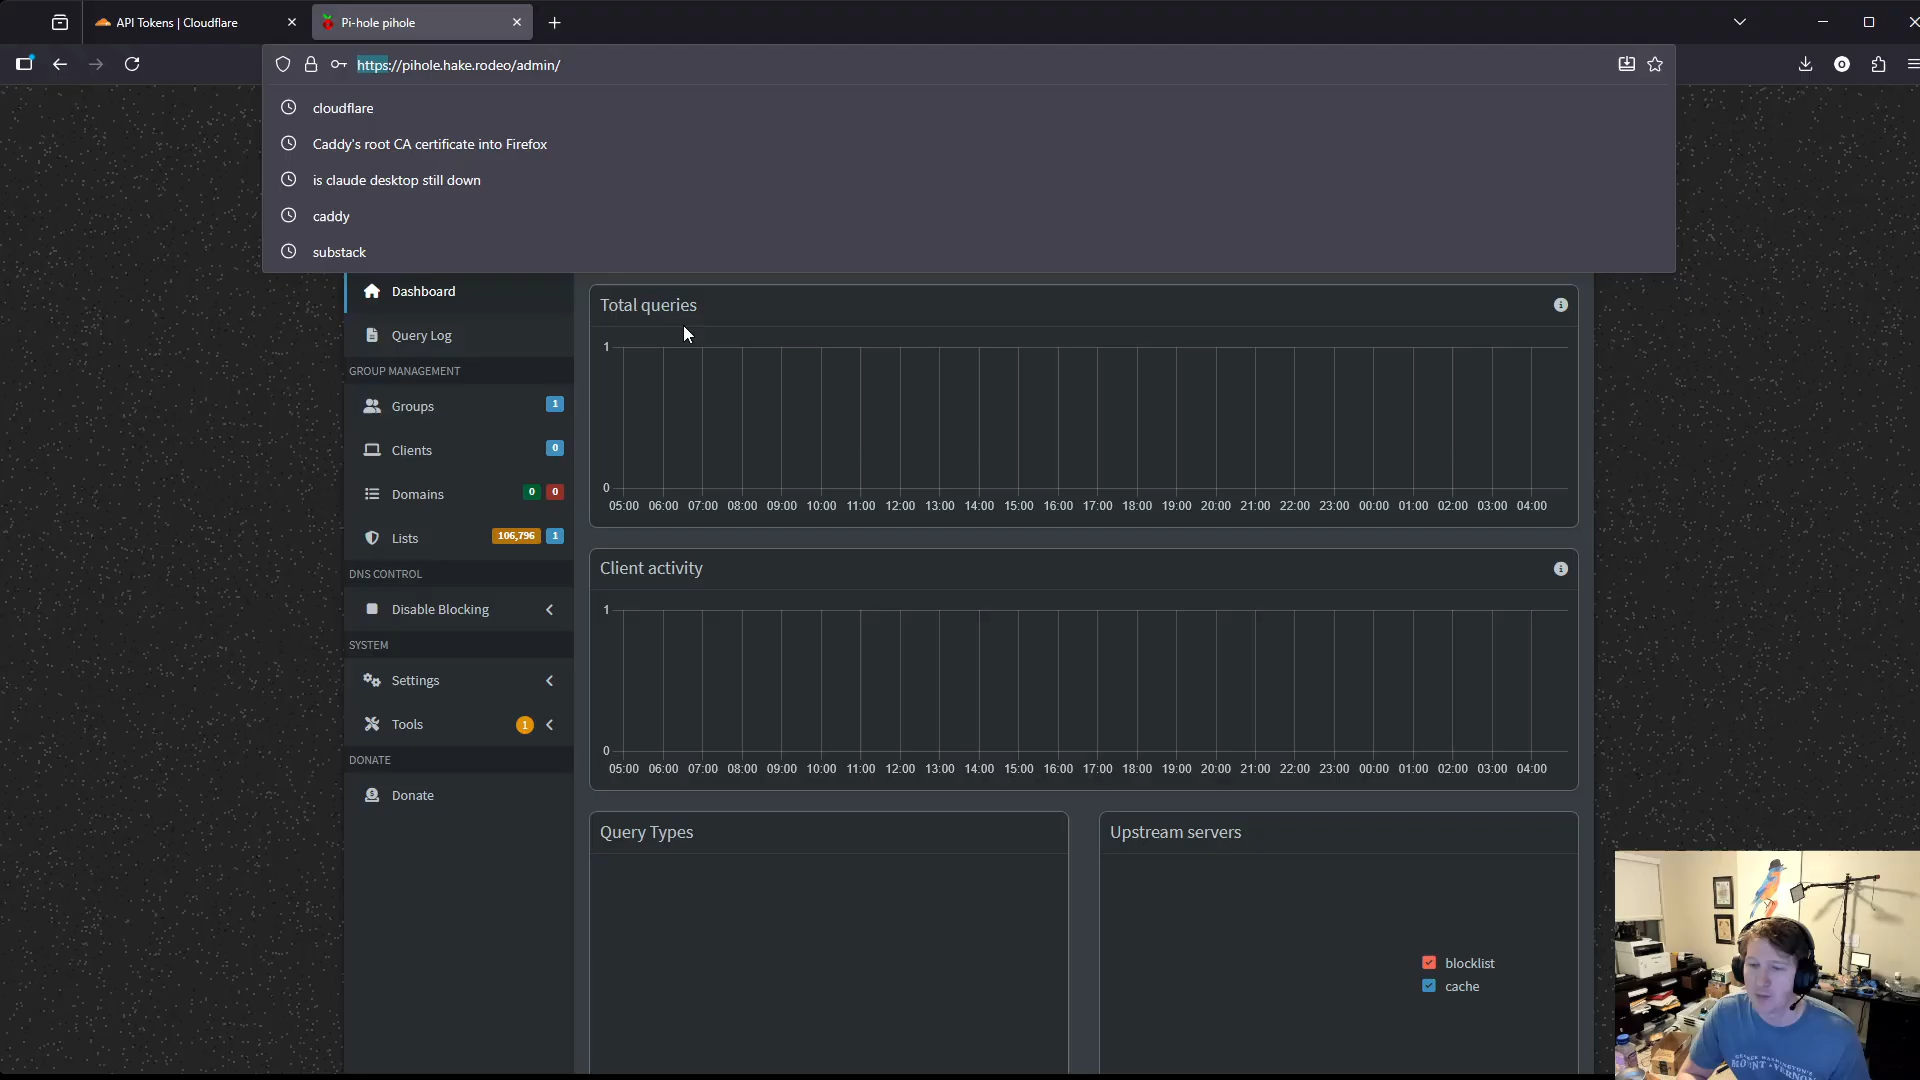 API Tokens | Cloudflare
Pi-hole pihole
https://pihole.hake.rodeo/admin/
cloudflare
Caddy's root CA certificate into Firefox
is claude desktop still down
caddy
substack
Dashboard
Query Log
GROUP MANAGEMENT
Groups 1
Clients 0
Domains 0 0
Lists 106,796 1
DNS CONTROL
Disable Blocking
SYSTEM
Settings
Tools 1
DONATE
Donate
Total queries
1
0
05:00 06:00 07:00 08:00 09:00 10:00 11:00 12:00 13:00 14:00 15:00 16:00 17:00 18:00 19:00 20:00 21:00 22:00 23:00 00:00 01:00 02:00 03:00 04:00
Client activity
1
0
05:00 06:00 07:00 08:00 09:00 10:00 11:00 12:00 13:00 14:00 15:00 16:00 17:00 18:00 19:00 20:00 21:00 22:00 23:00 00:00 01:00 02:00 03:00 04:00
Query Types
Upstream servers
blocklist
cache
GEORGE WASHINGTON'S
MOUNT VERNON